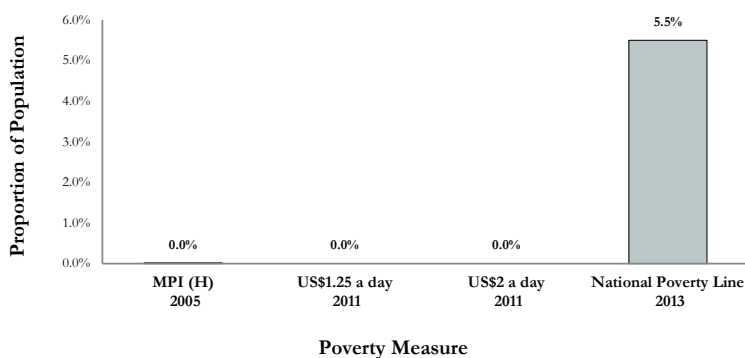 Proportion of Population
6.0%
5.0%
4.0%
3.0%
2.0%
1.0%
0.0%
0.0%
0.0%
0.0%
5.5%
MPI (H)
2005
US$1.25 a day
2011
US$2 a day
2011
National Poverty Line
2013
Poverty Measure